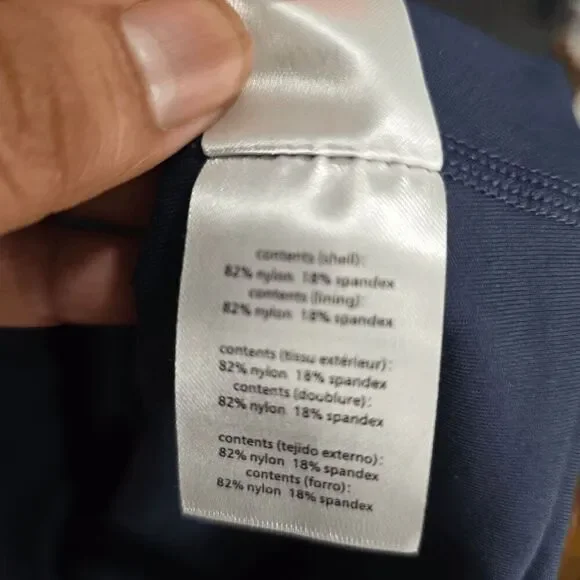 contents (shell):
82% nylon 18% spandex
contents (lining):
82% nylon 18% spandex
contents (tissu extérieur):
82% nylon 18% spandex
contents (doublure):
82% nylon 18% spandex
contents (tejido externo):
82% nylon 18% spandex
contents (forro):
82% nylon 18% spandex